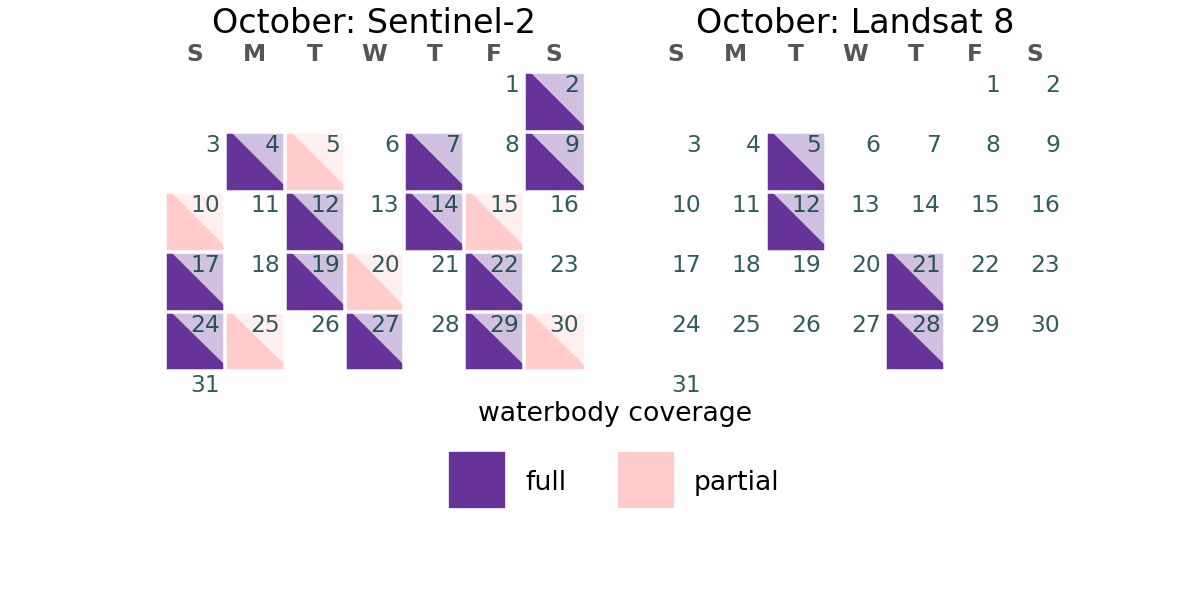 October: Sentinel-2
S M T W T F S
1 2
3 4 5 6 7 8 9
10 11 12 13 14 15 16
17 18 19 20 21 22 23
24 25 26 27 28 29 30
31
October: Landsat 8
S M T W T F S
1 2
3 4 5 6 7 8 9
10 11 12 13 14 15 16
17 18 19 20 21 22 23
24 25 26 27 28 29 30
31
waterbody coverage
full partial